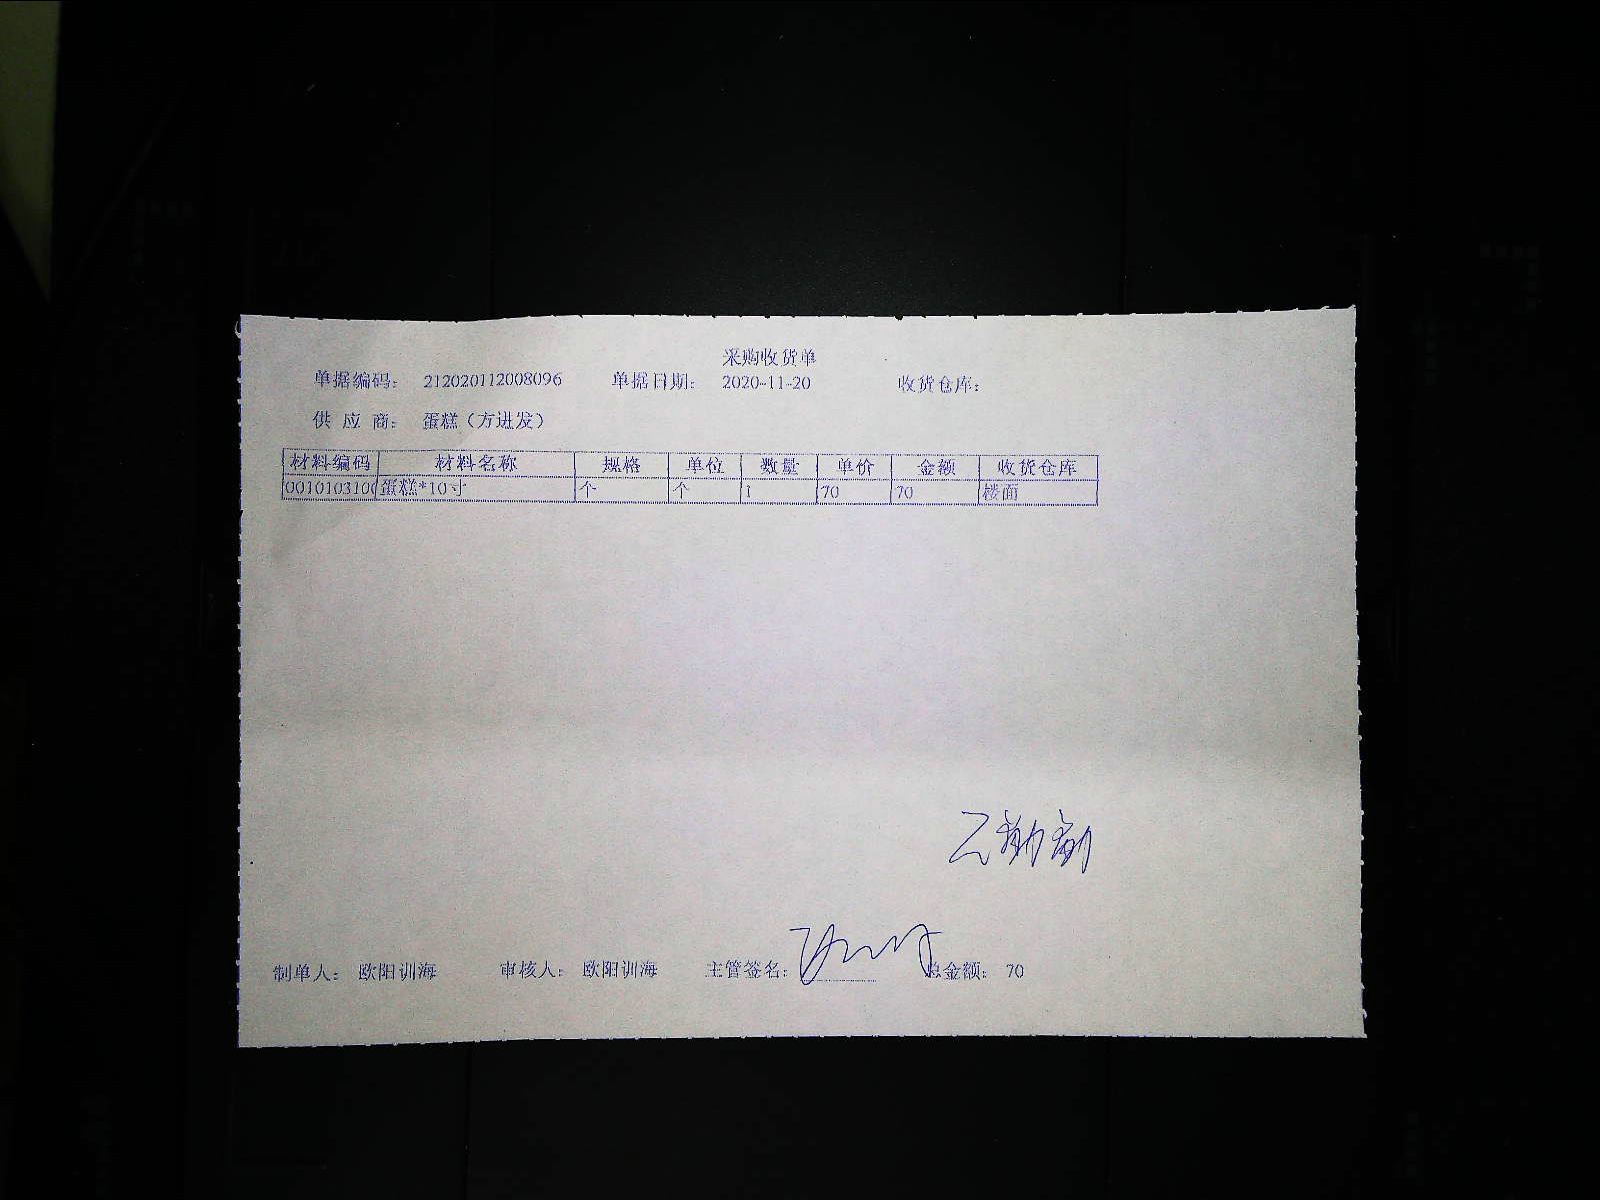 采购收货单
单据编码： 212020112008096 单据日期： 2020-11-20 收货仓库：
供 应 商： 蛋糕（方进发）
材料编码 材料名称 规格 单位 数量 单价 金额 收货仓库
0010103100 蛋糕*10寸 个 个 1 70 70 楼面
制单人： 欧阳训海 审核人： 欧阳训海 主管签名： 总金额： 70